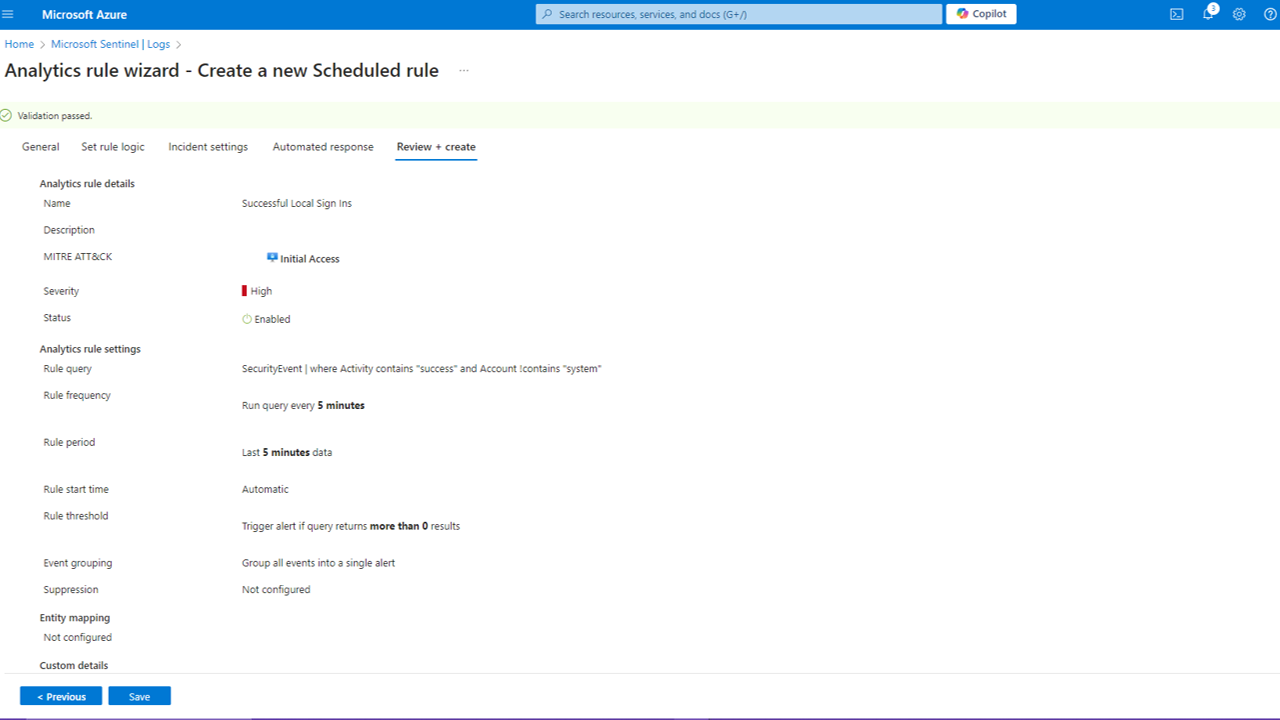 Microsoft Azure
Search resources, services, and docs (G+/)
Copilot
3
Home > Microsoft Sentinel | Logs >
Analytics rule wizard - Create a new Scheduled rule ...
Validation passed.
General Set rule logic Incident settings Automated response Review + create
Analytics rule details
Name Successful Local Sign Ins
Description
MITRE ATT&CK Initial Access
Severity High
Status Enabled
Analytics rule settings
Rule query SecurityEvent | where Activity contains "success" and Account !contains "system"
Rule frequency Run query every 5 minutes
Rule period Last 5 minutes data
Rule start time Automatic
Rule threshold Trigger alert if query returns more than 0 results
Event grouping Group all events into a single alert
Suppression Not configured
Entity mapping
Not configured
Custom details
< Previous Save